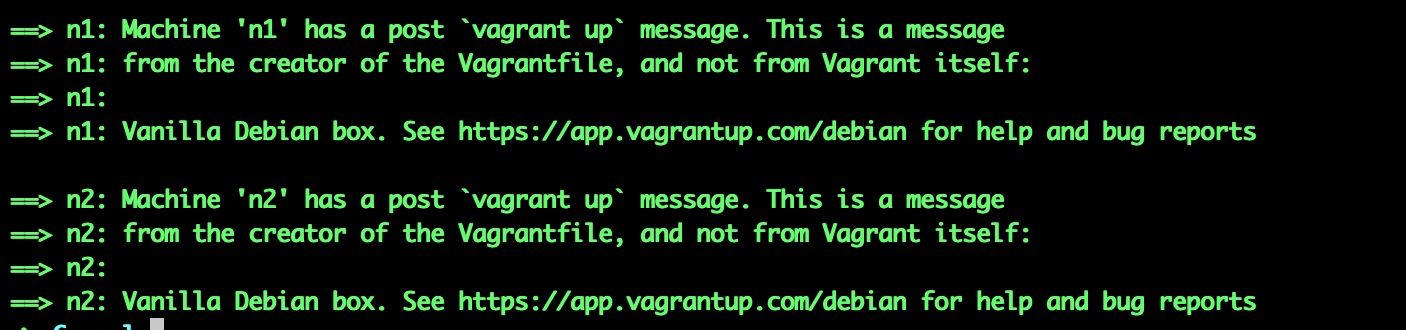 ==> n1: Machine 'n1' has a post `vagrant up` message. This is a message
==> n1: from the creator of the Vagrantfile, and not from Vagrant itself:
==> n1:
==> n1: Vanilla Debian box. See https://app.vagrantup.com/debian for help and bug reports
==> n2: Machine 'n2' has a post `vagrant up` message. This is a message
==> n2: from the creator of the Vagrantfile, and not from Vagrant itself:
==> n2:
==> n2: Vanilla Debian box. See https://app.vagrantup.com/debian for help and bug reports